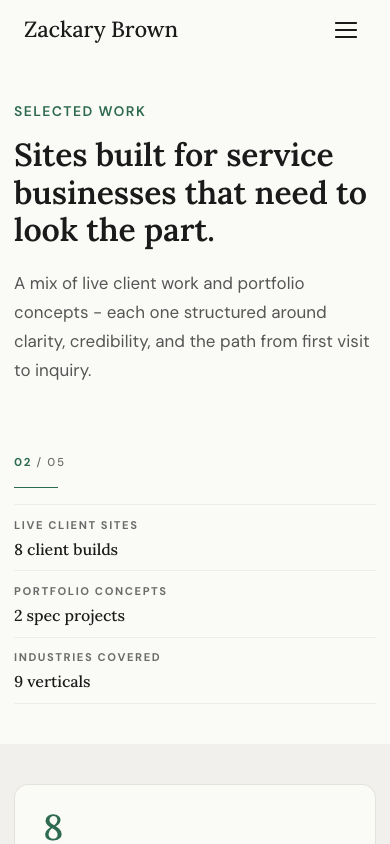 Zackary Brown
SELECTED WORK
Sites built for service
businesses that need to
look the part.
A mix of live client work and portfolio
concepts - each one structured around
clarity, credibility, and the path from first visit
to inquiry.
02 / 05
LIVE CLIENT SITES
8 client builds
PORTFOLIO CONCEPTS
2 spec projects
INDUSTRIES COVERED
9 verticals
8